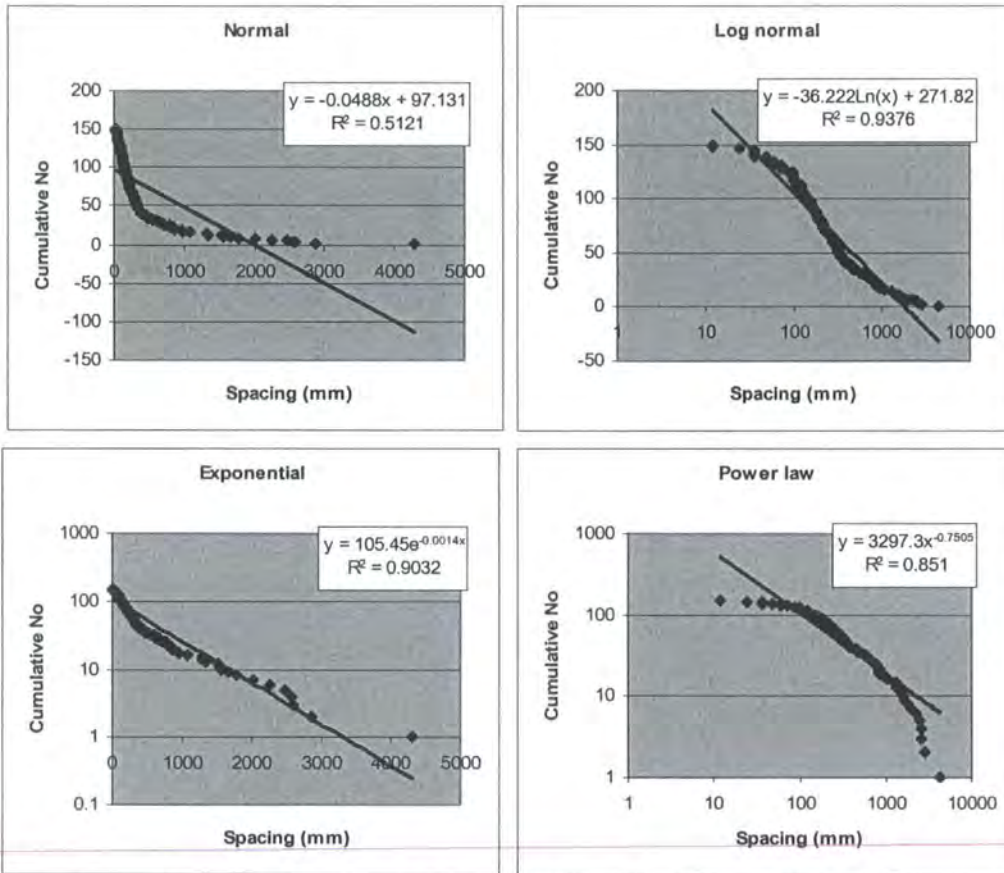 Normal
y = -0.0488x + 97.131
R² = 0.5121
200
150
100
50
0
-50
-100
-150
0 1000 2000 3000 4000 5000
Cumulative No
Spacing (mm)
Log normal
y = -36.222Ln(x) + 271.82
R² = 0.9376
200
150
100
50
0
-50
1 10 100 1000 10000
Cumulative No
Spacing (mm)
Exponential
y = 105.45e^-0.0014x
R² = 0.9032
1000
100
10
1
0.1
0 1000 2000 3000 4000 5000
Cumulative No
Spacing (mm)
Power law
y = 3297.3x^-0.7505
R² = 0.851
1000
100
10
1
1 10 100 1000 10000
Cumulative No
Spacing (mm)